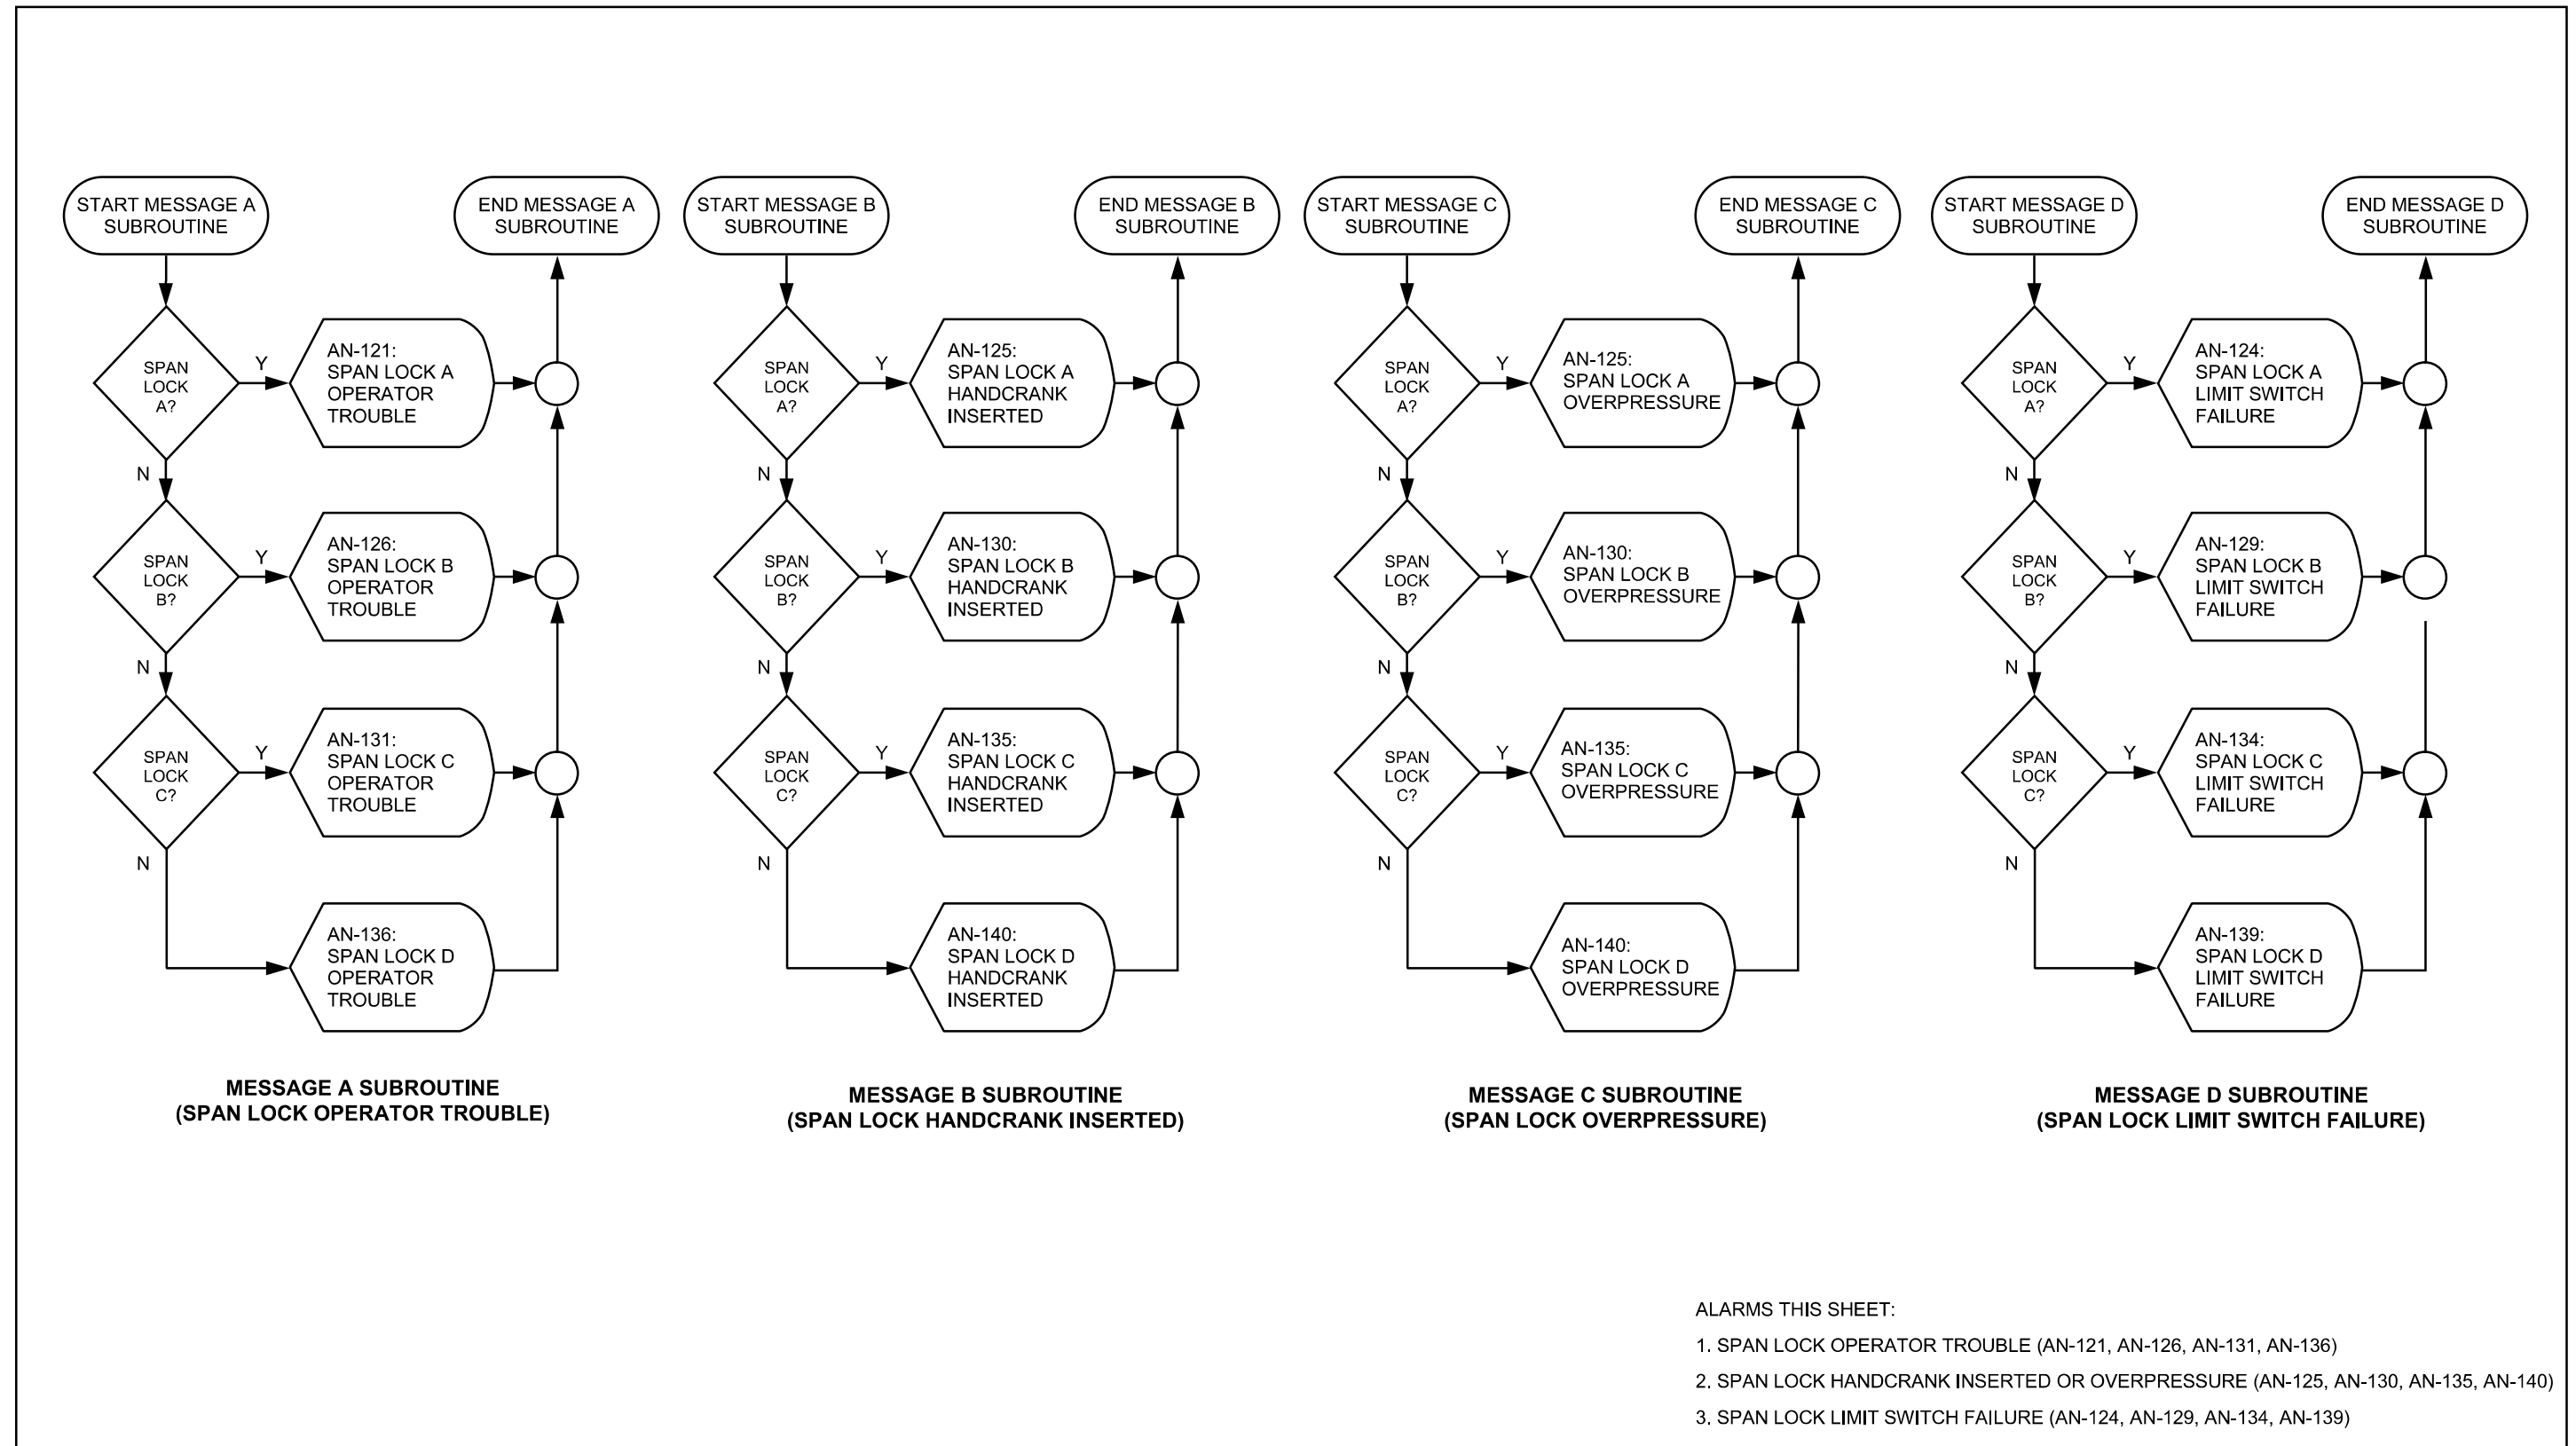 START MESSAGE A
SUBROUTINE
END MESSAGE A
SUBROUTINE
SPAN
LOCK
A?
Y
N
AN-121:
SPAN LOCK A
OPERATOR
TROUBLE
SPAN
LOCK
B?
Y
N
AN-126:
SPAN LOCK B
OPERATOR
TROUBLE
SPAN
LOCK
C?
Y
N
AN-131:
SPAN LOCK C
OPERATOR
TROUBLE
AN-136:
SPAN LOCK D
OPERATOR
TROUBLE
MESSAGE A SUBROUTINE
(SPAN LOCK OPERATOR TROUBLE)
START MESSAGE B
SUBROUTINE
END MESSAGE B
SUBROUTINE
SPAN
LOCK
A?
Y
N
AN-125:
SPAN LOCK A
HANDCRANK
INSERTED
SPAN
LOCK
B?
Y
N
AN-130:
SPAN LOCK B
HANDCRANK
INSERTED
SPAN
LOCK
C?
Y
N
AN-135:
SPAN LOCK C
HANDCRANK
INSERTED
AN-140:
SPAN LOCK D
HANDCRANK
INSERTED
MESSAGE B SUBROUTINE
(SPAN LOCK HANDCRANK INSERTED)
START MESSAGE C
SUBROUTINE
END MESSAGE C
SUBROUTINE
SPAN
LOCK
A?
Y
N
AN-125:
SPAN LOCK A
OVERPRESSURE
SPAN
LOCK
B?
Y
N
AN-130:
SPAN LOCK B
OVERPRESSURE
SPAN
LOCK
C?
Y
N
AN-135:
SPAN LOCK C
OVERPRESSURE
AN-140:
SPAN LOCK D
OVERPRESSURE
MESSAGE C SUBROUTINE
(SPAN LOCK OVERPRESSURE)
START MESSAGE D
SUBROUTINE
END MESSAGE D
SUBROUTINE
SPAN
LOCK
A?
Y
N
AN-124:
SPAN LOCK A
LIMIT SWITCH
FAILURE
SPAN
LOCK
B?
Y
N
AN-129:
SPAN LOCK B
LIMIT SWITCH
FAILURE
SPAN
LOCK
C?
Y
N
AN-134:
SPAN LOCK C
LIMIT SWITCH
FAILURE
AN-139:
SPAN LOCK D
LIMIT SWITCH
FAILURE
MESSAGE D SUBROUTINE
(SPAN LOCK LIMIT SWITCH FAILURE)
ALARMS THIS SHEET:
1. SPAN LOCK OPERATOR TROUBLE (AN-121, AN-126, AN-131, AN-136)
2. SPAN LOCK HANDCRANK INSERTED OR OVERPRESSURE (AN-125, AN-130, AN-135, AN-140)
3. SPAN LOCK LIMIT SWITCH FAILURE (AN-124, AN-129, AN-134, AN-139)